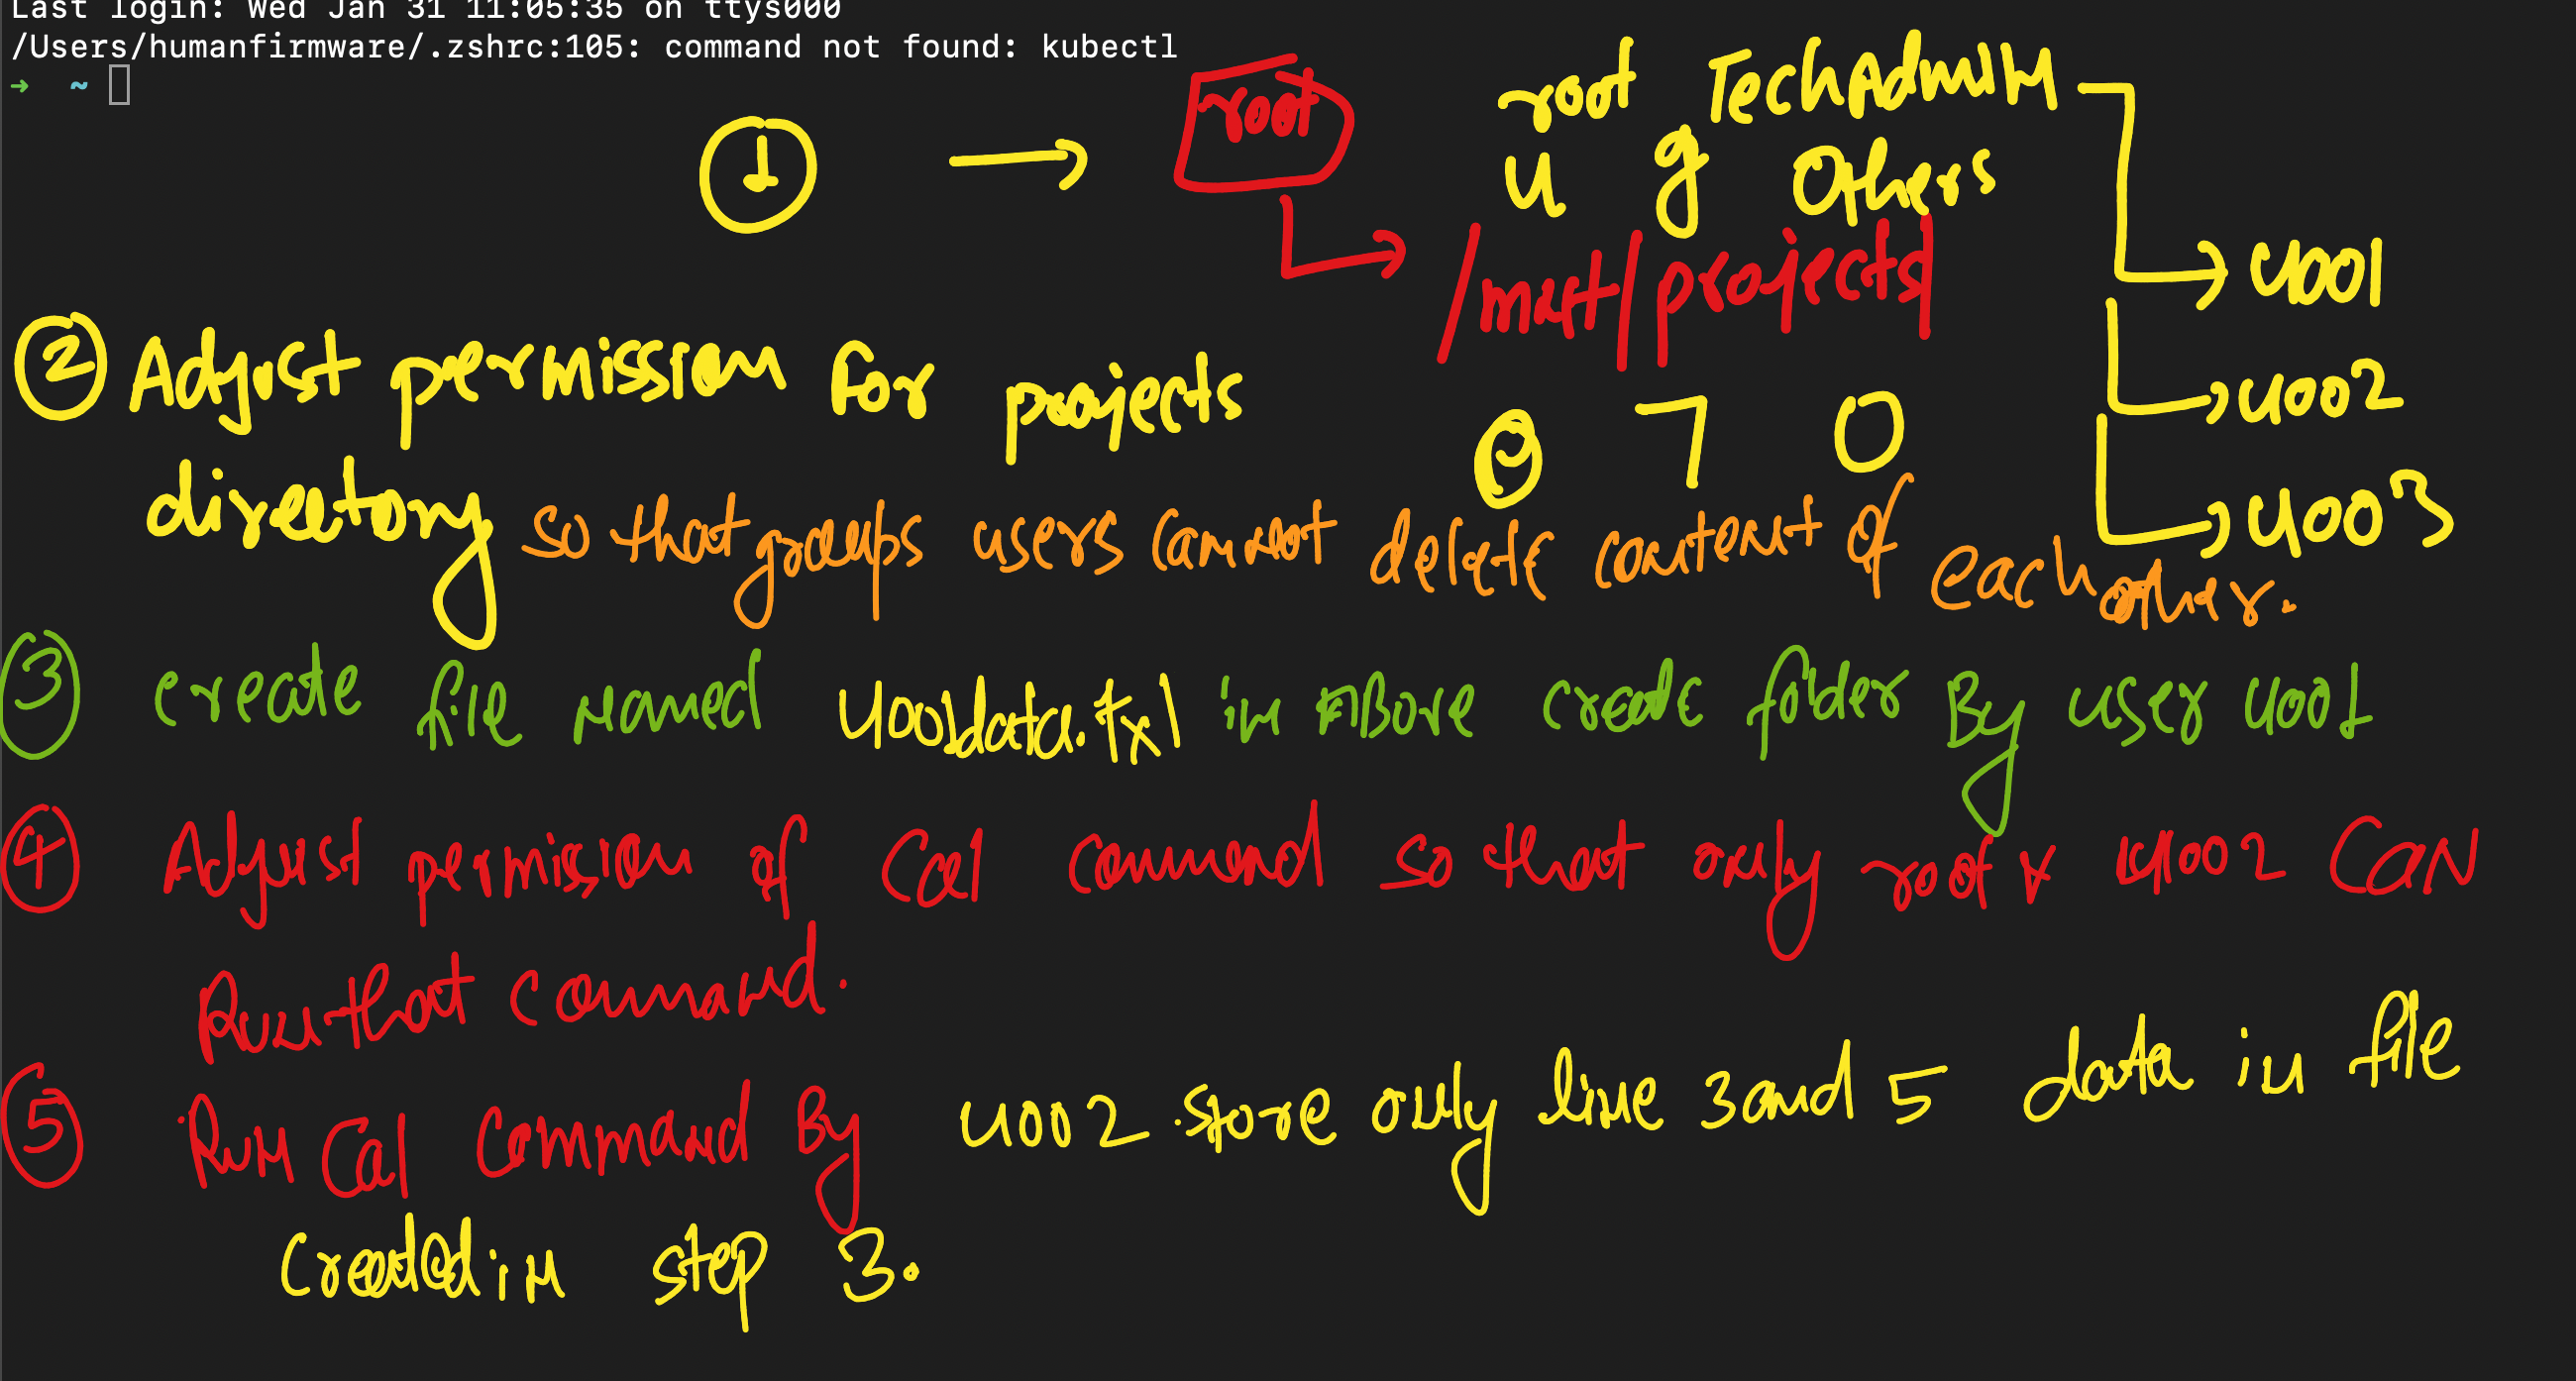 Last login: Wed Jan 31 11:05:35 on ttys000
/Users/humanfirmware/.zshrc:105: command not found: kubectl
→ ~
1 → root
root TechAdmin
u g Others
/mnt/projects
u001
u002
u003
0 7 0
2 Adjust permission for projects
directory so that groups users cannot delete content of each other.
3 create file named u001data.txt in above create folder By user u001
4 Adjust permission of Cal command so that only root & u002 CAN
Run that command.
5 Run Cal command By u002 store only line 3 and 5 data in file
Created in step 3.